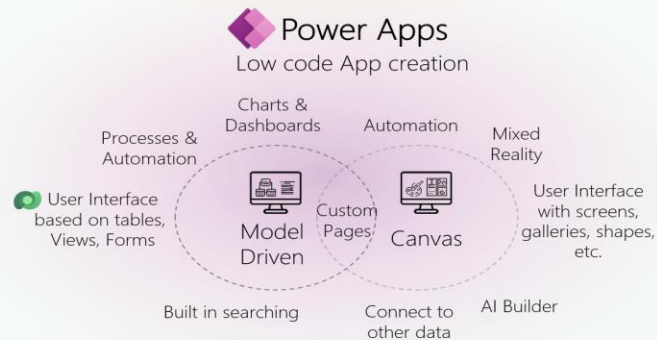 Power Apps
Low code App creation
Charts &
Dashboards
Automation
Processes &
Automation
Mixed
Reality
User Interface
based on tables,
Views, Forms
Model
Driven
Custom
Pages
Canvas
User Interface
with screens,
galleries, shapes,
etc.
Built in searching
Connect to
other data
AI Builder